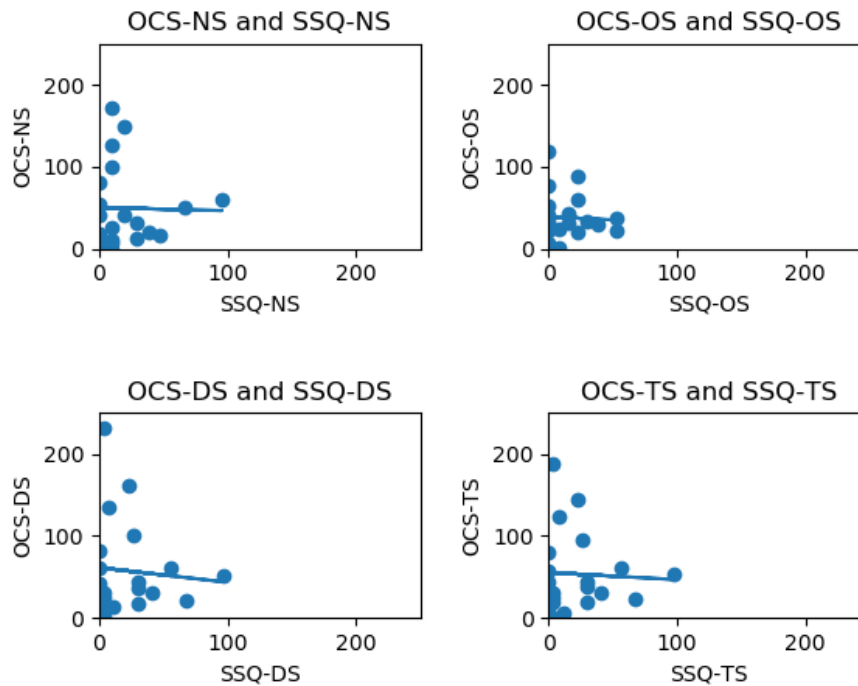 OCS-NS and SSQ-NS
OCS-NS
200
100
0
0
100
200
SSQ-NS
OCS-OS and SSQ-OS
OCS-OS
200
100
0
0
100
200
SSQ-OS
OCS-DS and SSQ-DS
OCS-DS
200
100
0
0
100
200
SSQ-DS
OCS-TS and SSQ-TS
OCS-TS
200
100
0
0
100
200
SSQ-TS